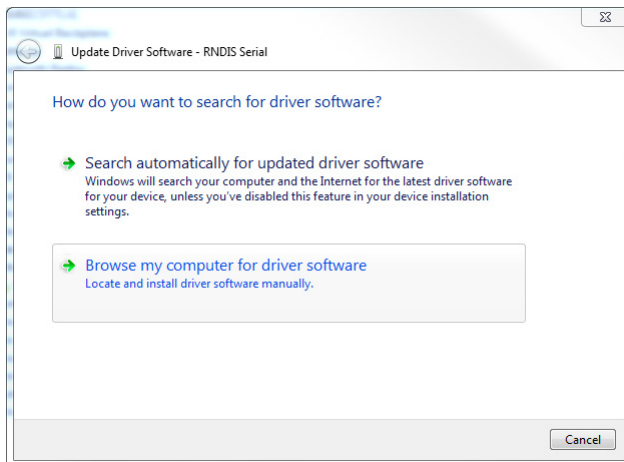 Update Driver Software - RNDIS Serial
How do you want to search for driver software?
Search automatically for updated driver software
Windows will search your computer and the Internet for the latest driver software
for your device, unless you've disabled this feature in your device installation
settings.
Browse my computer for driver software
Locate and install driver software manually.
Cancel